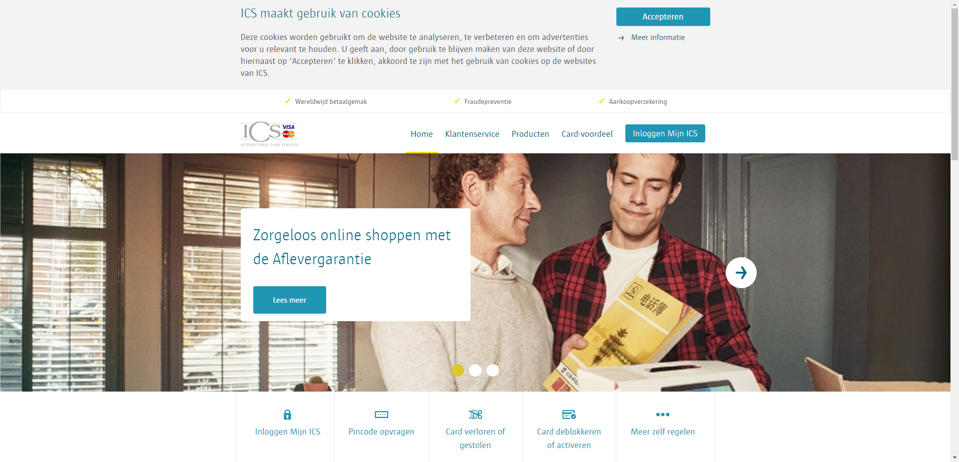 ICS maakt gebruik van cookies
Accepteren
Deze cookies worden gebruikt om de website te analyseren, te verbeteren en om advertenties
voor u relevant te houden. U geeft aan, door gebruik te blijven maken van deze website of door
hiernaast op 'Accepteren' te klikken, akkoord te zijn met het gebruik van cookies op de websites
van ICS.
Meer informatie
Wereldwijd betaalgemak
Fraudepreventie
Aankoopverzekering
ICS VISA
INTERNATIONAL CARD SERVICES
Home
Klantenservice
Producten
Card-voordeel
Inloggen Mijn ICS
Zorgeloos online shoppen met
de Aflevergarantie
Lees meer
电话簿
Inloggen Mijn ICS
Pincode opvragen
Card verloren of
gestolen
Card deblokkeren
of activeren
Meer zelf regelen